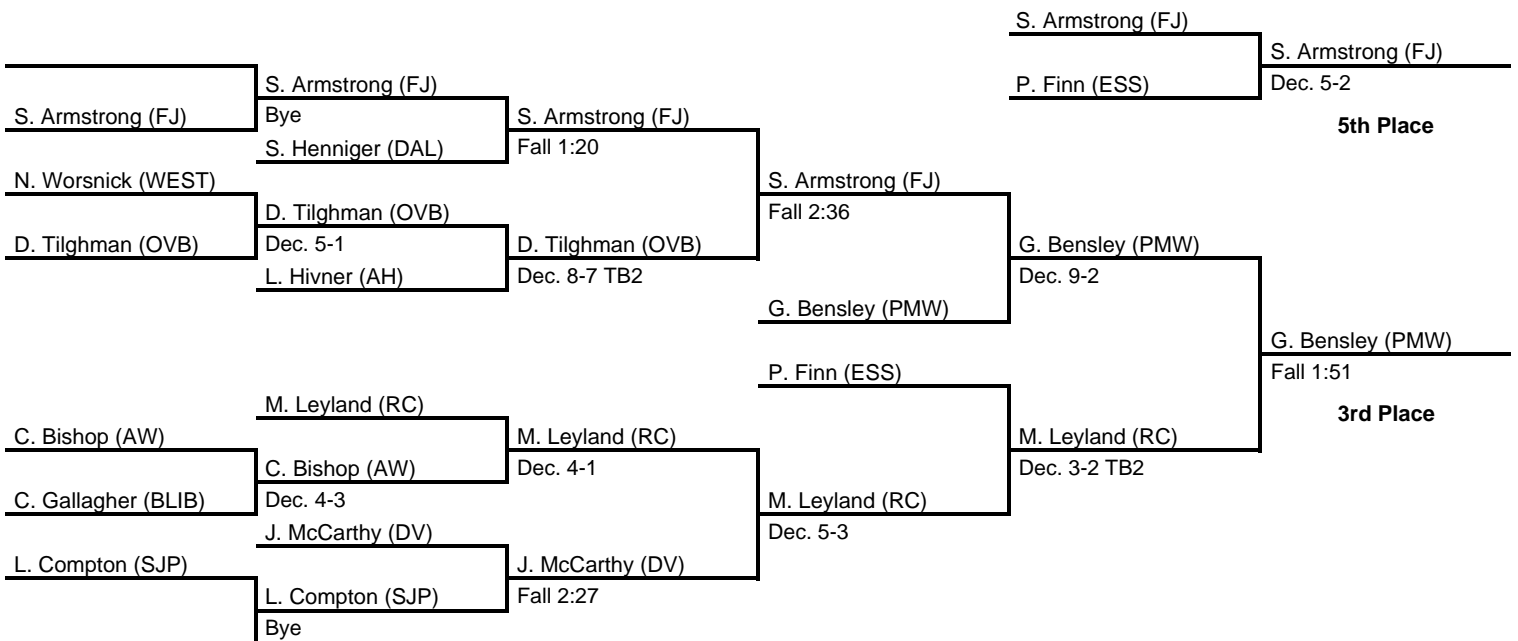 S. Armstrong (FJ)
S. Armstrong (FJ)
P. Finn (ESS)
Dec. 5-2
5th Place
S. Armstrong (FJ)
S. Armstrong (FJ)
Bye
S. Armstrong (FJ)
S. Henniger (DAL)
Fall 1:20
N. Worsnick (WEST)
S. Armstrong (FJ)
Fall 2:36
D. Tilghman (OVB)
D. Tilghman (OVB)
Dec. 5-1
D. Tilghman (OVB)
G. Bensley (PMW)
L. Hivner (AH)
Dec. 8-7 TB2
Dec. 9-2
G. Bensley (PMW)
G. Bensley (PMW)
Fall 1:51
3rd Place
P. Finn (ESS)
M. Leyland (RC)
C. Bishop (AW)
M. Leyland (RC)
M. Leyland (RC)
C. Bishop (AW)
Dec. 4-1
Dec. 3-2 TB2
C. Gallagher (BLIB)
Dec. 4-3
M. Leyland (RC)
J. McCarthy (DV)
Dec. 5-3
L. Compton (SJP)
J. McCarthy (DV)
L. Compton (SJP)
Fall 2:27
Bye